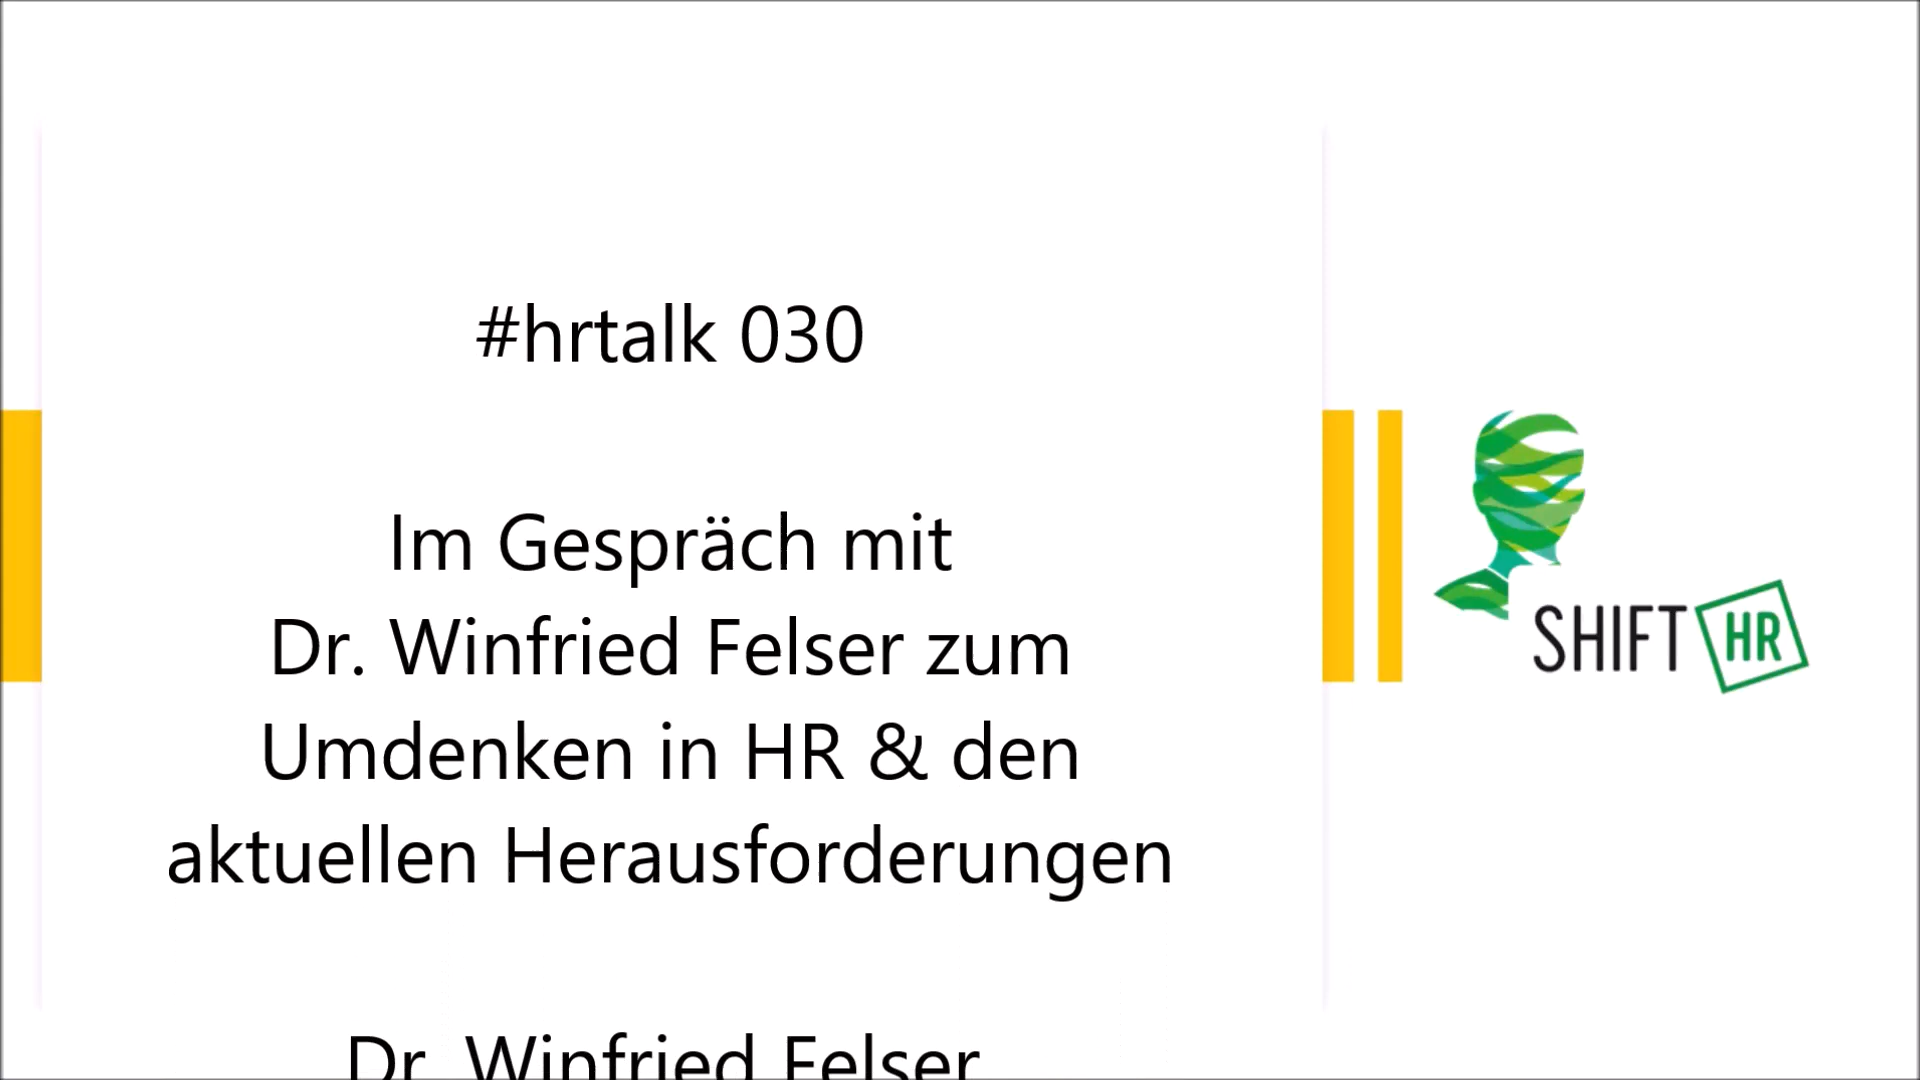 #hrtalk 030
Im Gespräch mit
Dr. Winfried Felser zum
Umdenken in HR & den
aktuellen Herausforderungen
Dr. Winfried Felser
SHIFT HR